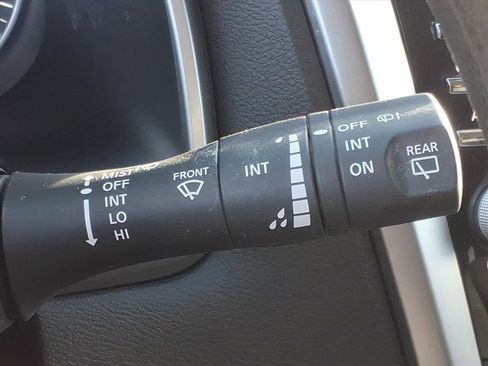 MIST
OFF
INT
LO
HI
FRONT
INT
OFF
INT
ON
REAR